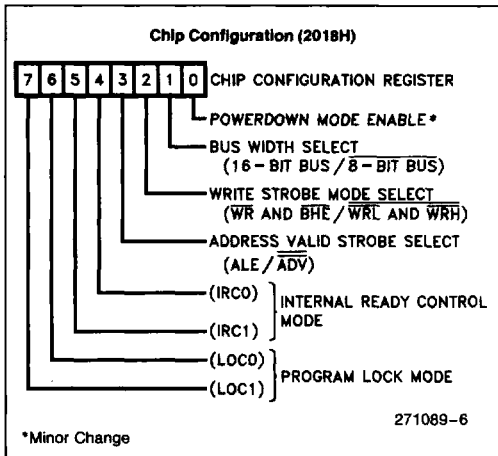 Chip Configuration (2018H)
7 6 5 4 3 2 1 0 CHIP CONFIGURATION REGISTER
POWERDOWN MODE ENABLE*
BUS WIDTH SELECT
(16-BIT BUS/8-BIT BUS)
WRITE STROBE MODE SELECT
(WR AND BHE/WRL AND WRH)
ADDRESS VALID STROBE SELECT
(ALE/ADV)
(IRC0)
INTERNAL READY CONTROL
MODE
(IRC1)
(LOC0)
PROGRAM LOCK MODE
(LOC1)
271089-6
*Minor Change